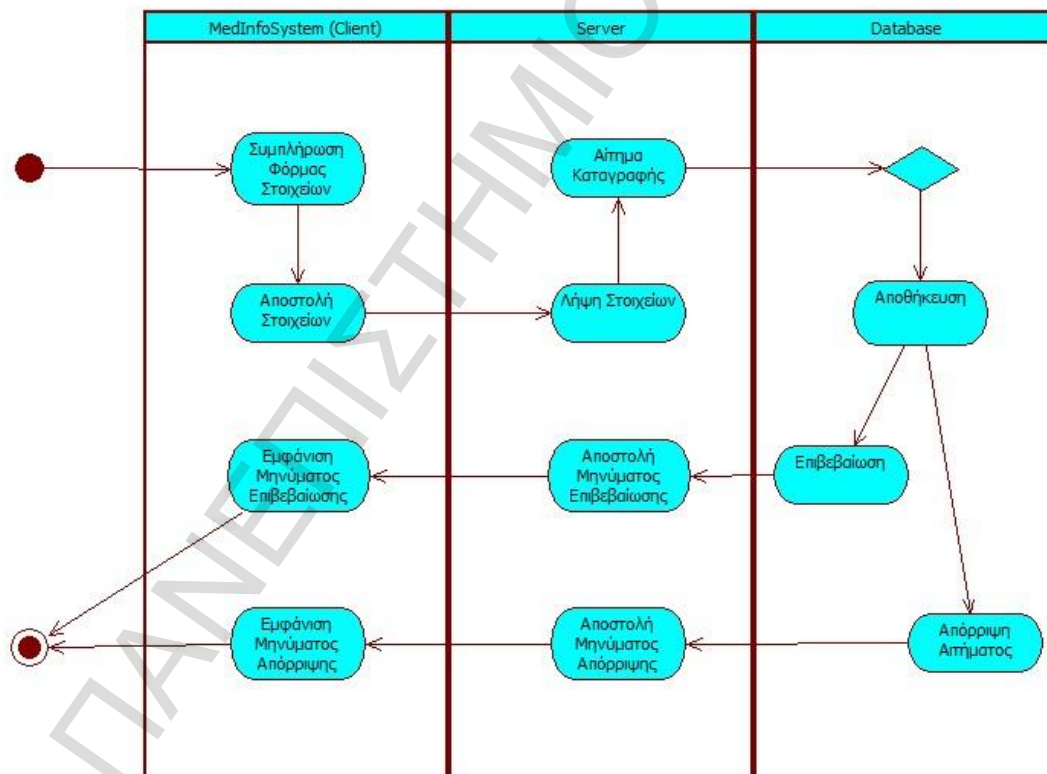 MedInfoSystem (Client)
Server
Database
Συμπλήρωση
Φόρμας
Στοιχείων
Αίτημα
Καταγραφής
Αποστολή
Στοιχείων
Λήψη Στοιχείων
Αποθήκευση
Εμφάνιση
Μηνύματος
Επιβεβαίωσης
Αποστολή
Μηνύματος
Επιβεβαίωσης
Επιβεβαίωση
Εμφάνιση
Μηνύματος
Απόρριψης
Αποστολή
Μηνύματος
Απόρριψης
Απόρριψη
Αιτήματος
ΠΑΝΕΠΙΣΤΗΜΙΟ